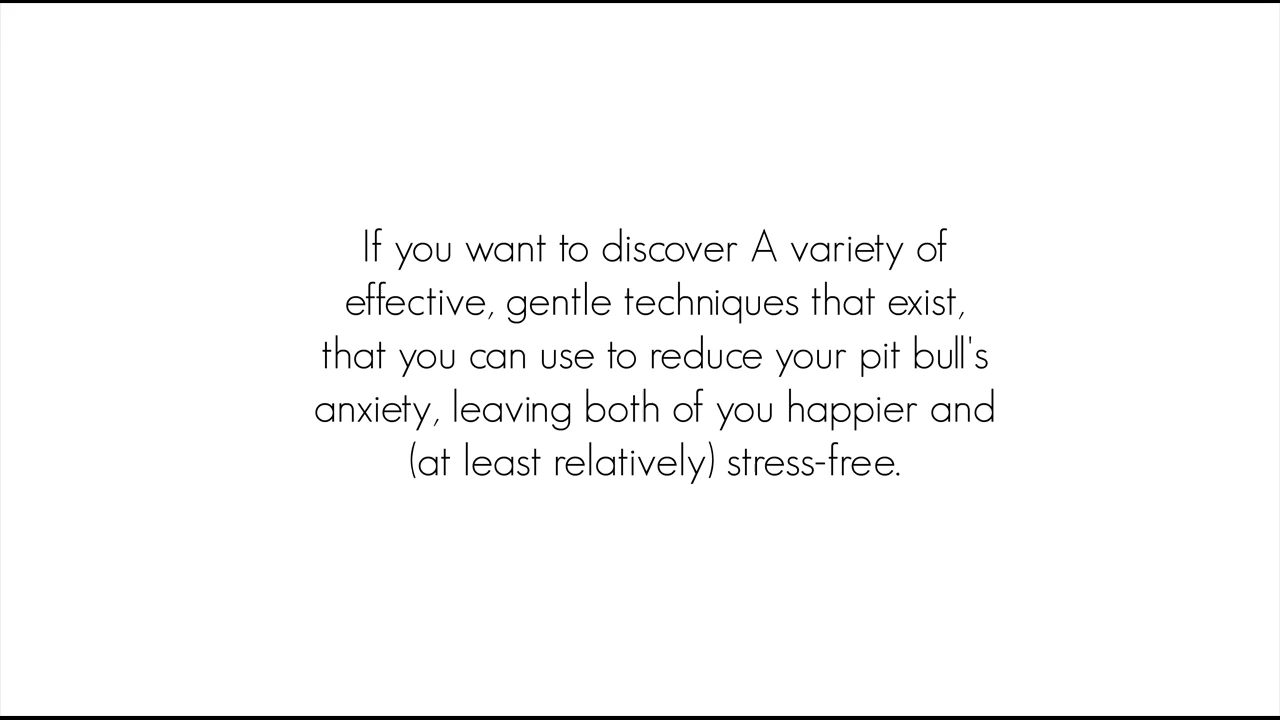 If you want to discover A variety of
effective, gentle techniques that exist,
that you can use to reduce your pit bull's
anxiety, leaving both of you happier and
(at least relatively) stress-free.